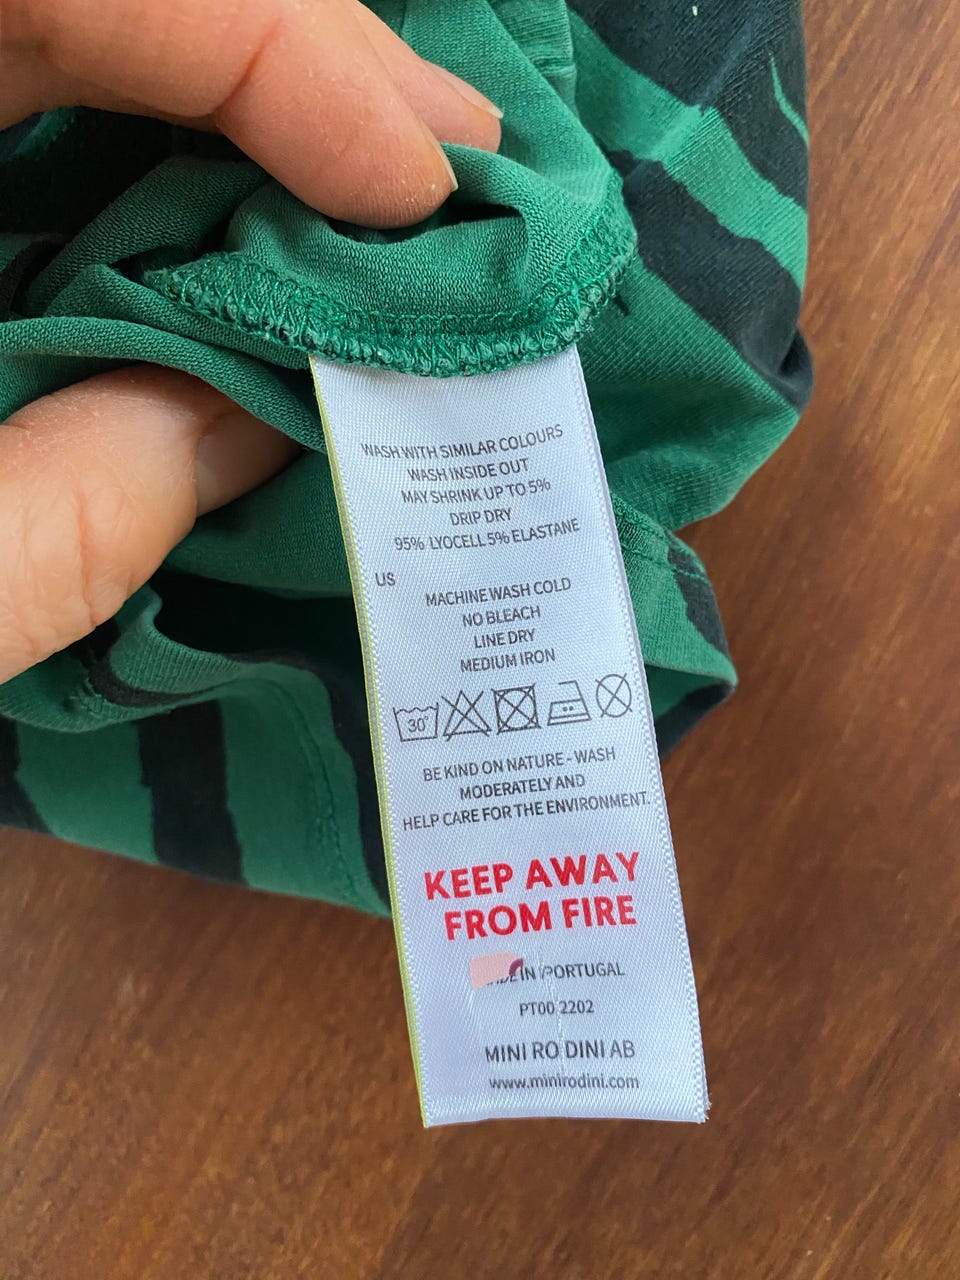 WASH WITH SIMILAR COLOURS
WASH INSIDE OUT
MAY SHRINK UP TO 5%
DRIP DRY
95% LYOCELL 5% ELASTANE
US
MACHINE WASH COLD
NO BLEACH
LINE DRY
MEDIUM IRON
30°
BE KIND ON NATURE - WASH
MODERATELY AND
HELP CARE FOR THE ENVIRONMENT.
KEEP AWAY
FROM FIRE
IN PORTUGAL
PT00 2202
MINI RODINI AB
www.minirodini.com